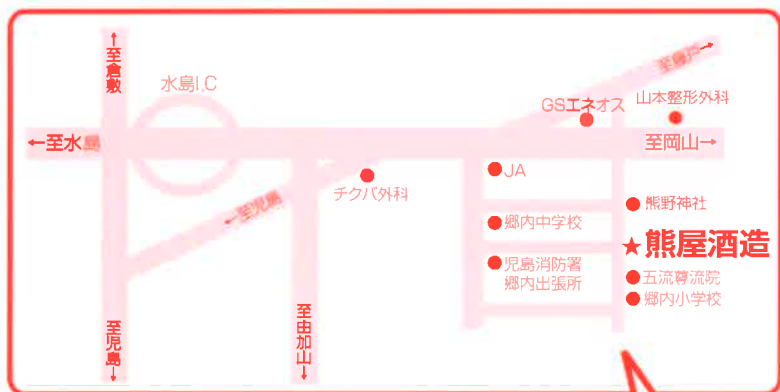 ↑至倉敷
水島I,C
至藤戸→
GSエネオス
山本整形外科
←至水島
至岡山→
JA
チクバ外科
←至児島
熊野神社
郷内中学校
★熊屋酒造
児島消防署
郷内出張所
五流尊流院
郷内小学校
至児島↓
至由加山↓